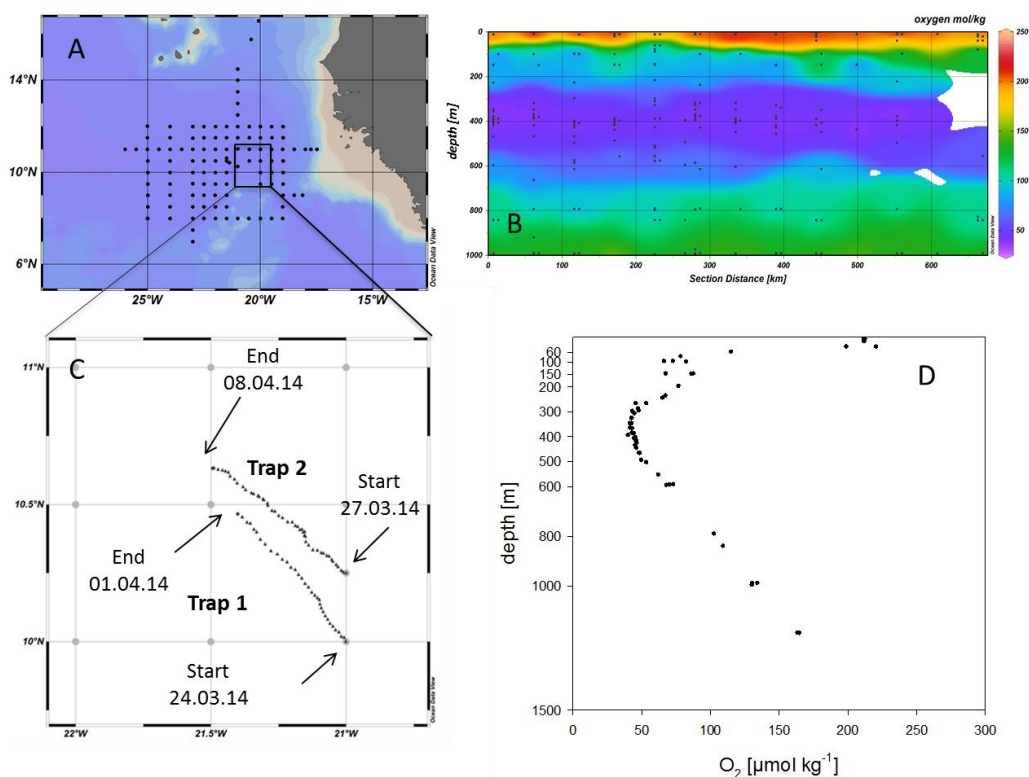 A
14°N
10°N
6°N
25°W
20°W
15°W
Ocean Data View
oxygen mol/kg
B
depth [m]
0
200
400
600
800
1000
0
100
200
300
400
500
600
Section Distance [km]
250
200
150
100
50
Ocean Data View
C
11°N
10.5°N
10°N
22°W
21.5°W
21°W
End
08.04.14
Trap 2
Start
27.03.14
End
01.04.14
Trap 1
Start
24.03.14
Ocean Data View
D
depth [m]
60
100
150
200
300
400
500
600
800
1000
1500
0
50
100
150
200
250
300
O₂ [µmol kg⁻¹]